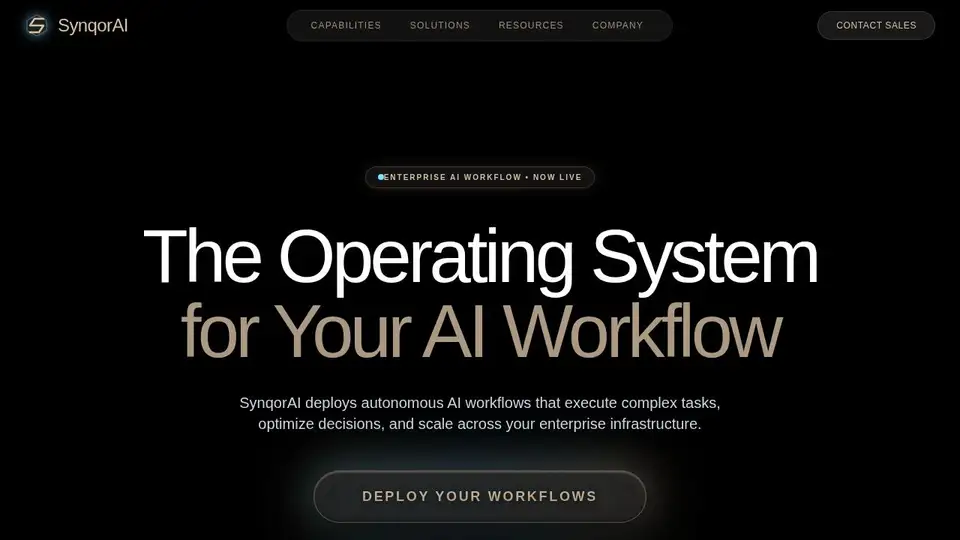 SynqorAI
CAPABILITIES
SOLUTIONS
RESOURCES
COMPANY
CONTACT SALES
ENTERPRISE AI WORKFLOW • NOW LIVE
The Operating System
for Your AI Workflow
SynqorAI deploys autonomous AI workflows that execute complex tasks,
optimize decisions, and scale across your enterprise infrastructure.
DEPLOY YOUR WORKFLOWS